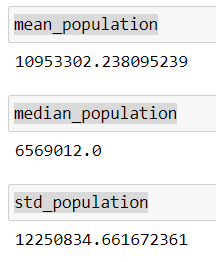 mean_population
10953302.238095239
median_population
6569012.0
std_population
12250834.661672361